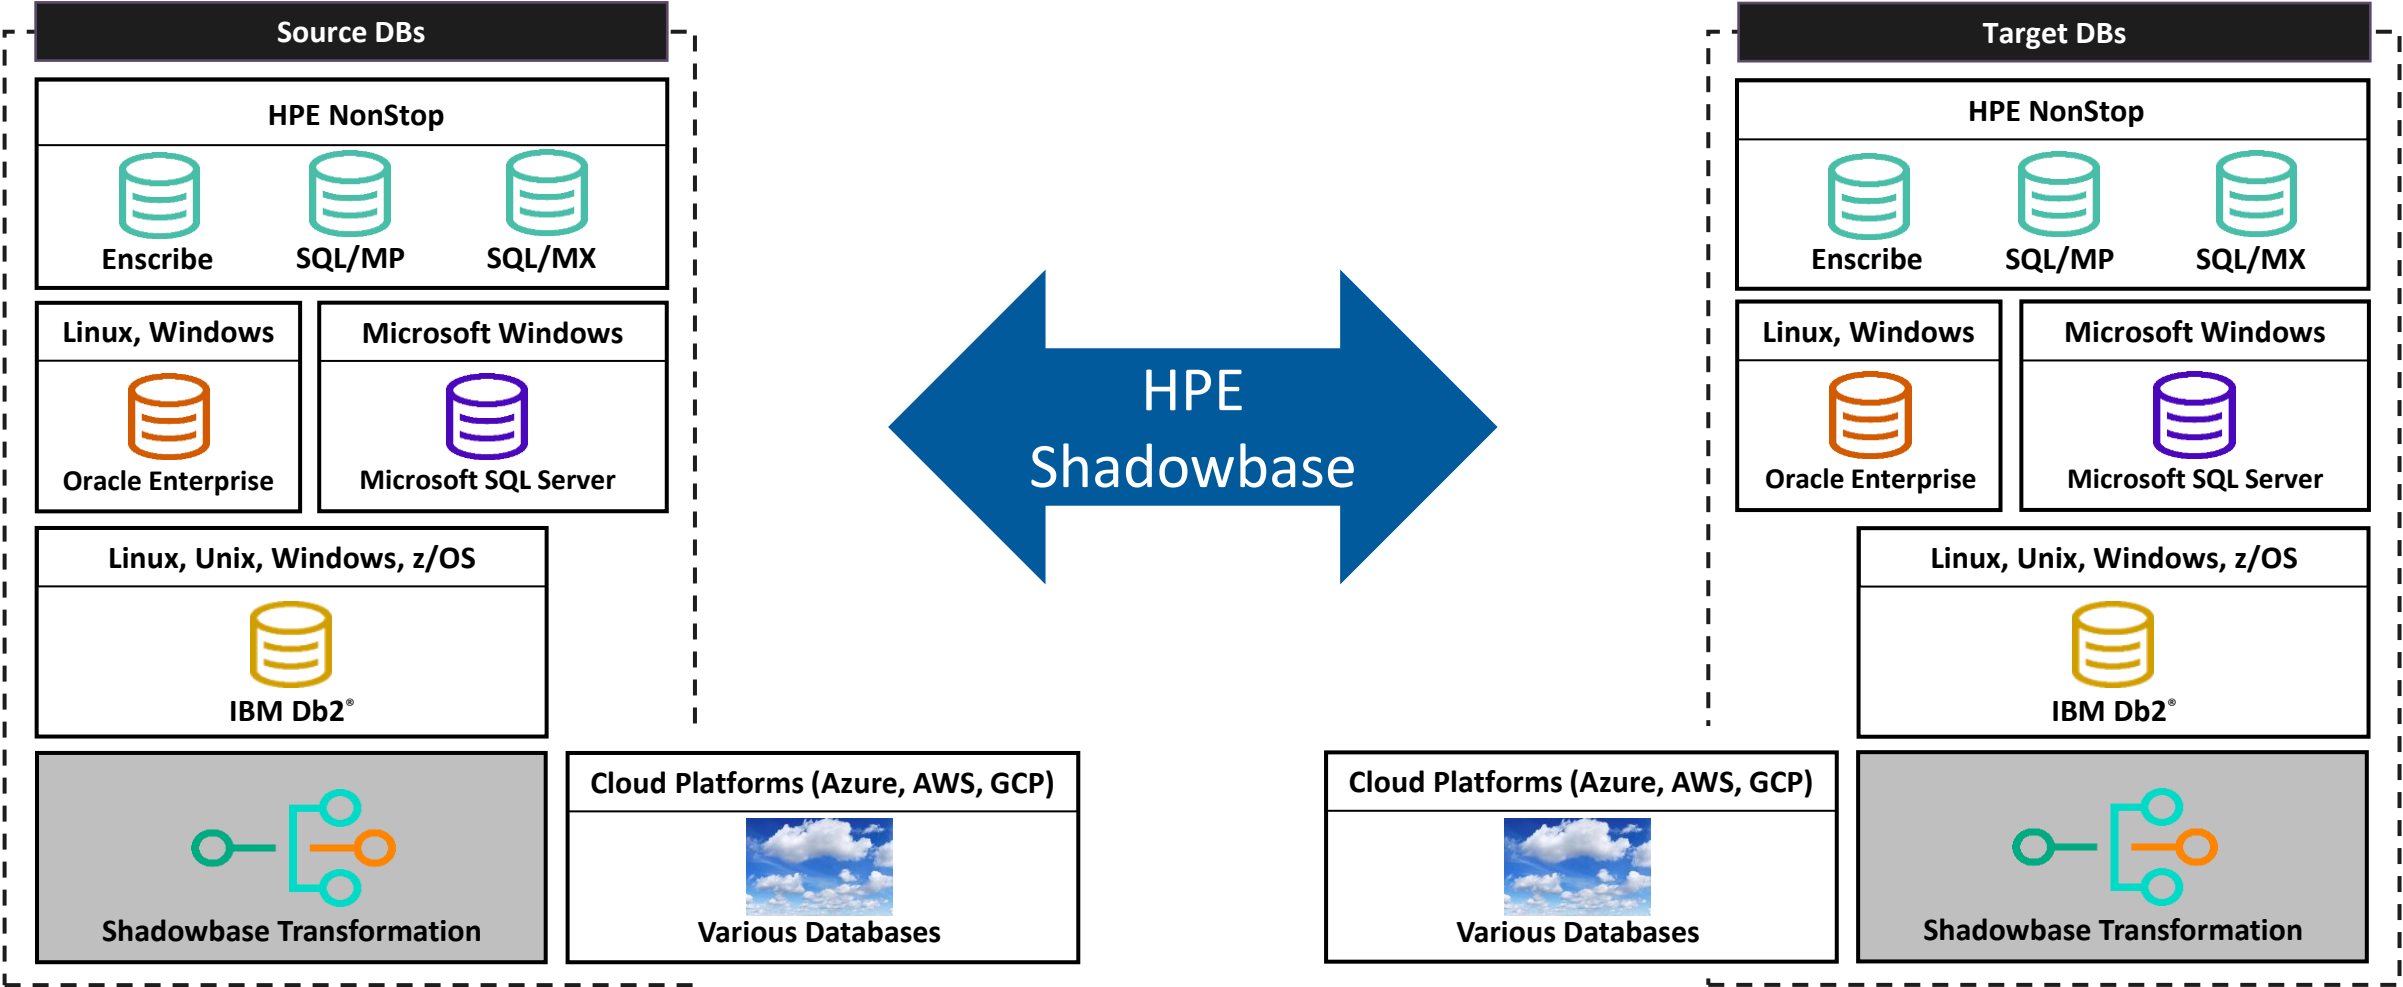 Source DBs
HPE NonStop
Enscribe
SQL/MP
SQL/MX
Linux, Windows
Oracle Enterprise
Microsoft Windows
Microsoft SQL Server
Linux, Unix, Windows, z/OS
IBM Db2®
Shadowbase Transformation
Cloud Platforms (Azure, AWS, GCP)
Various Databases
HPE
Shadowbase
Target DBs
HPE NonStop
Enscribe
SQL/MP
SQL/MX
Linux, Windows
Oracle Enterprise
Microsoft Windows
Microsoft SQL Server
Linux, Unix, Windows, z/OS
IBM Db2®
Cloud Platforms (Azure, AWS, GCP)
Various Databases
Shadowbase Transformation